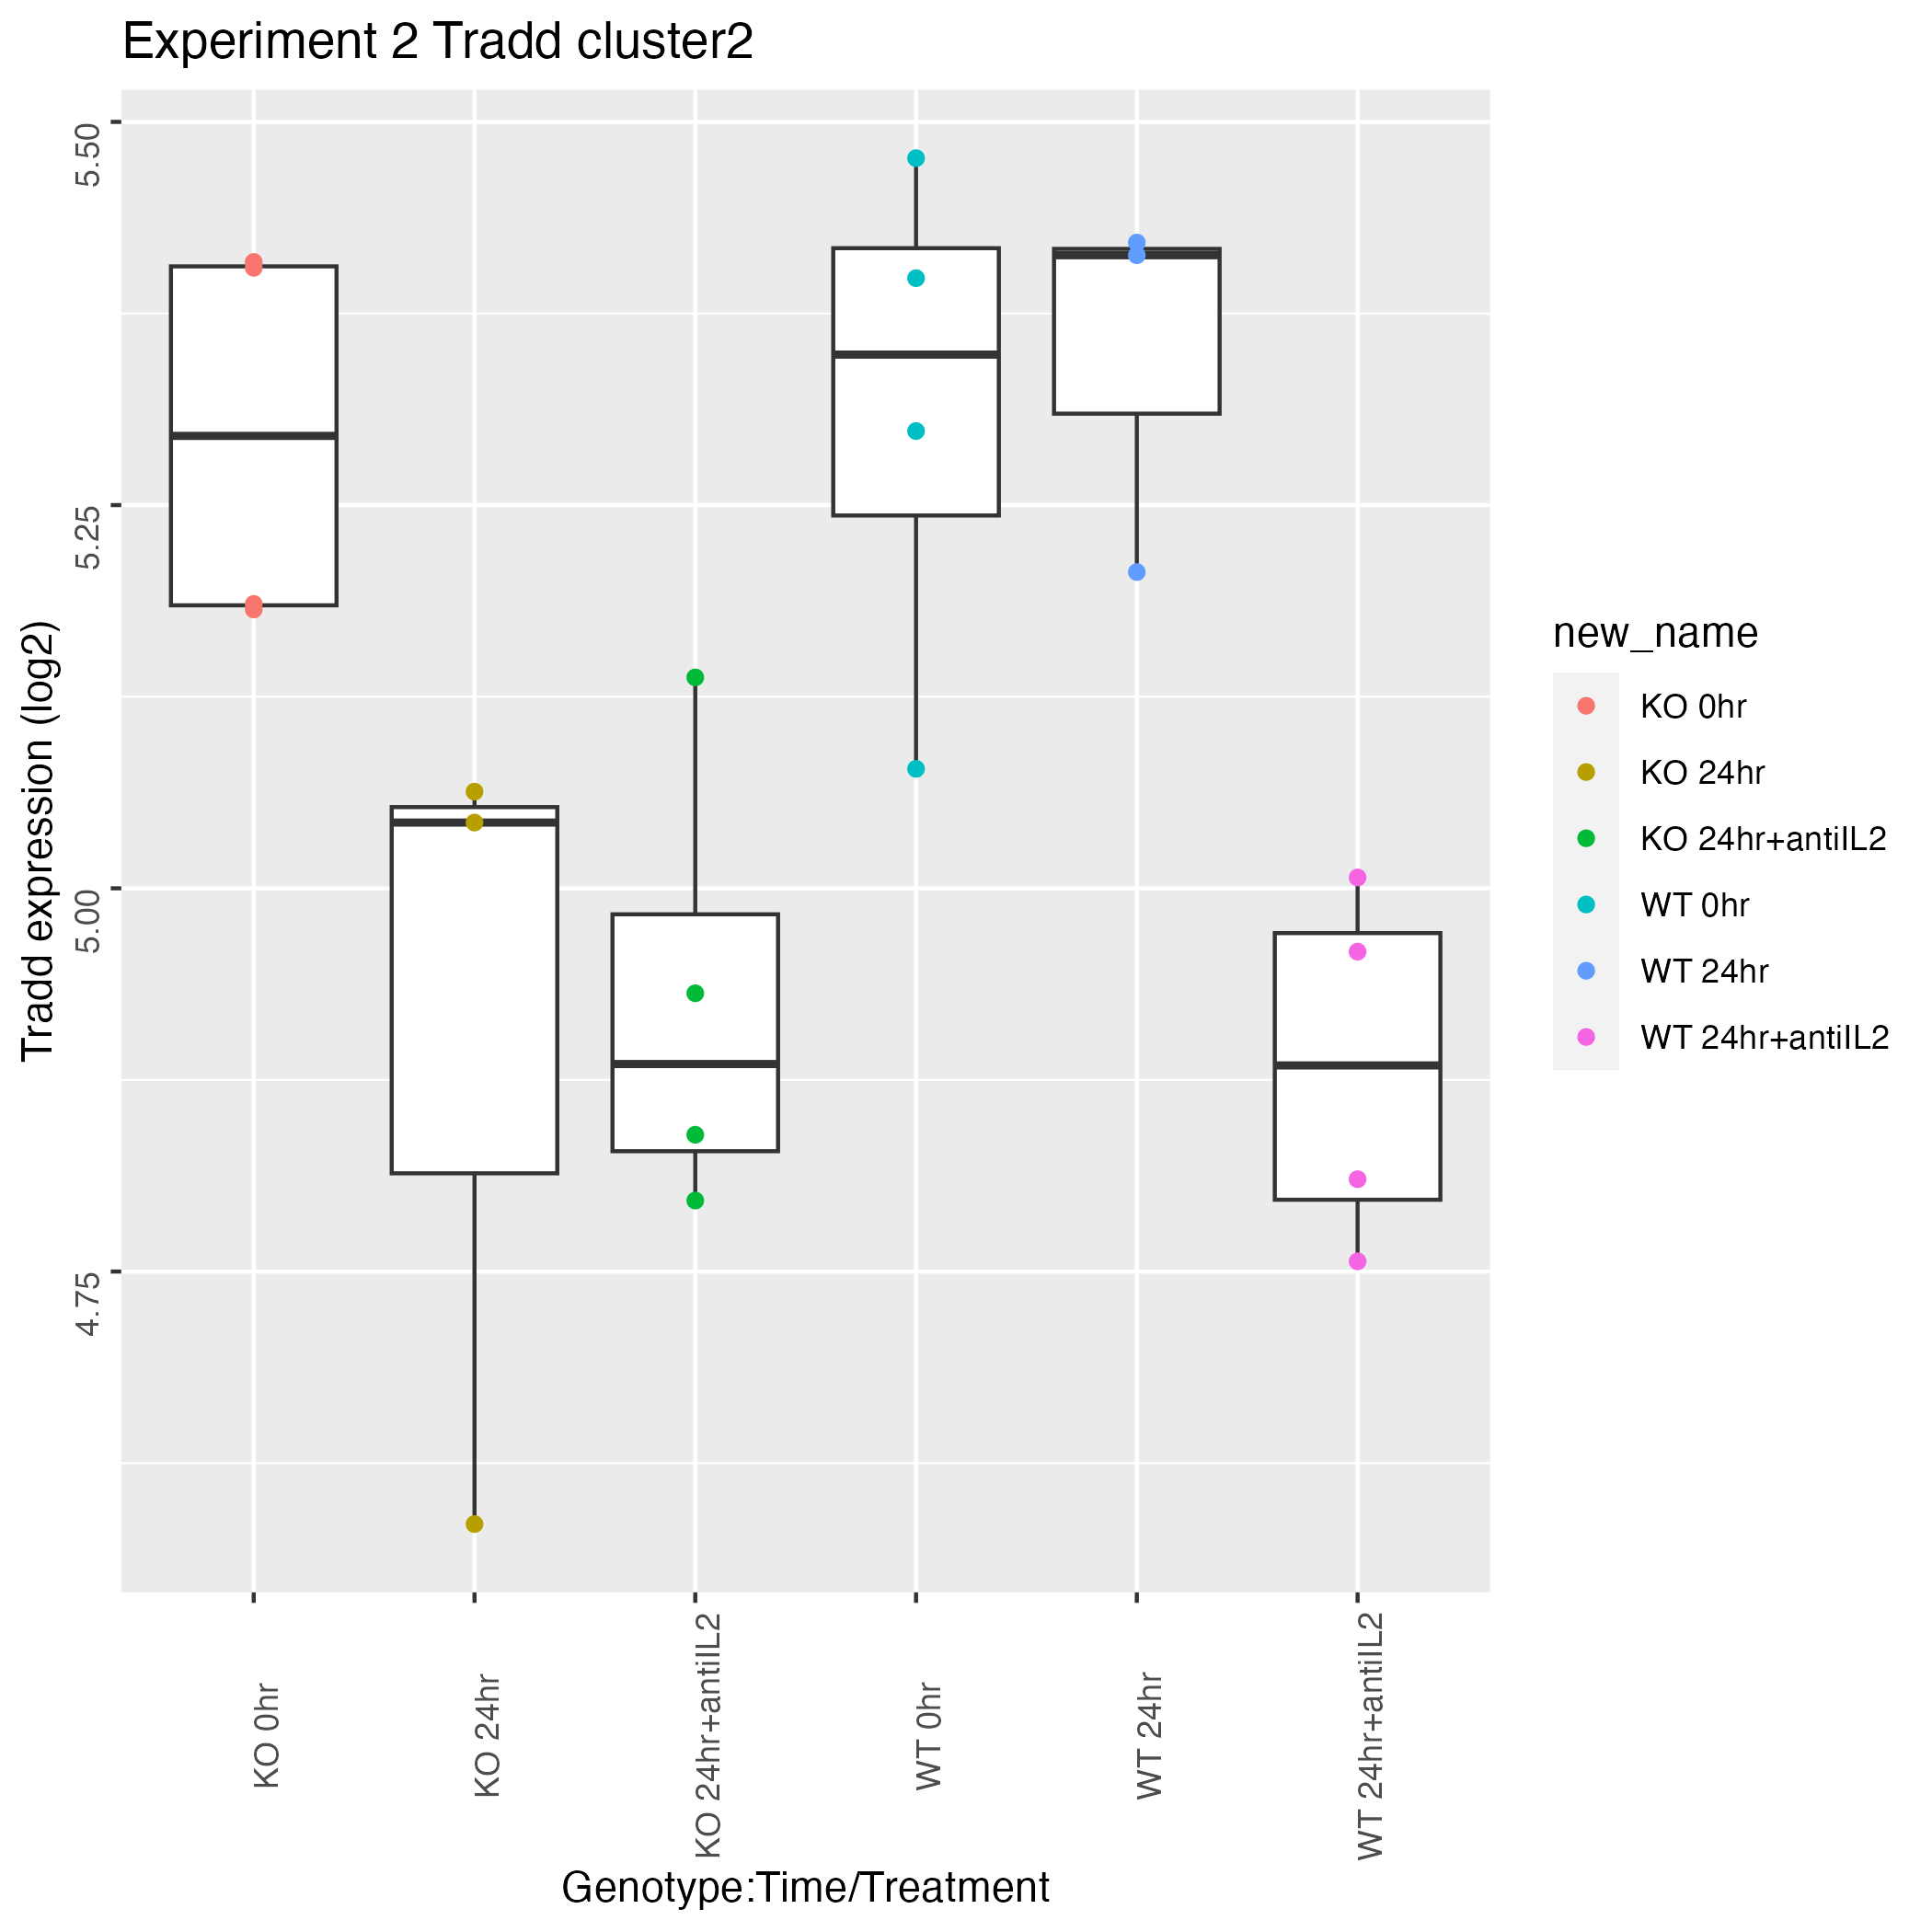 Experiment 2 Tradd cluster2
Tradd expression (log2)
5.50
5.25
5.00
4.75
KO 0hr
KO 24hr
KO 24hr+antiIL2
WT 0hr
WT 24hr
WT 24hr+antiIL2
Genotype:Time/Treatment
new_name
KO 0hr
KO 24hr
KO 24hr+antiIL2
WT 0hr
WT 24hr
WT 24hr+antiIL2